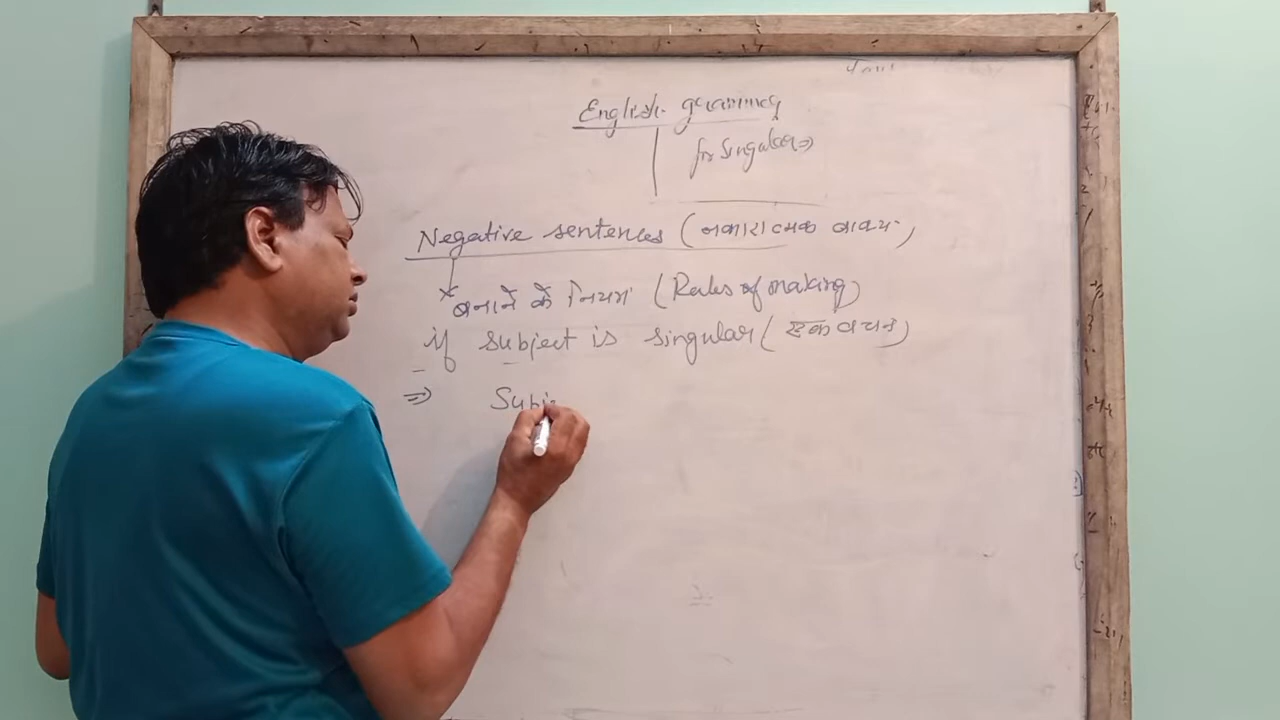 English grammer
for Singular ⇒
Negative sentences (नकारात्मक वाक्य)
बनाने के नियम (Rules of making)
if subject is singular (एकवचन)
⇒ Subj